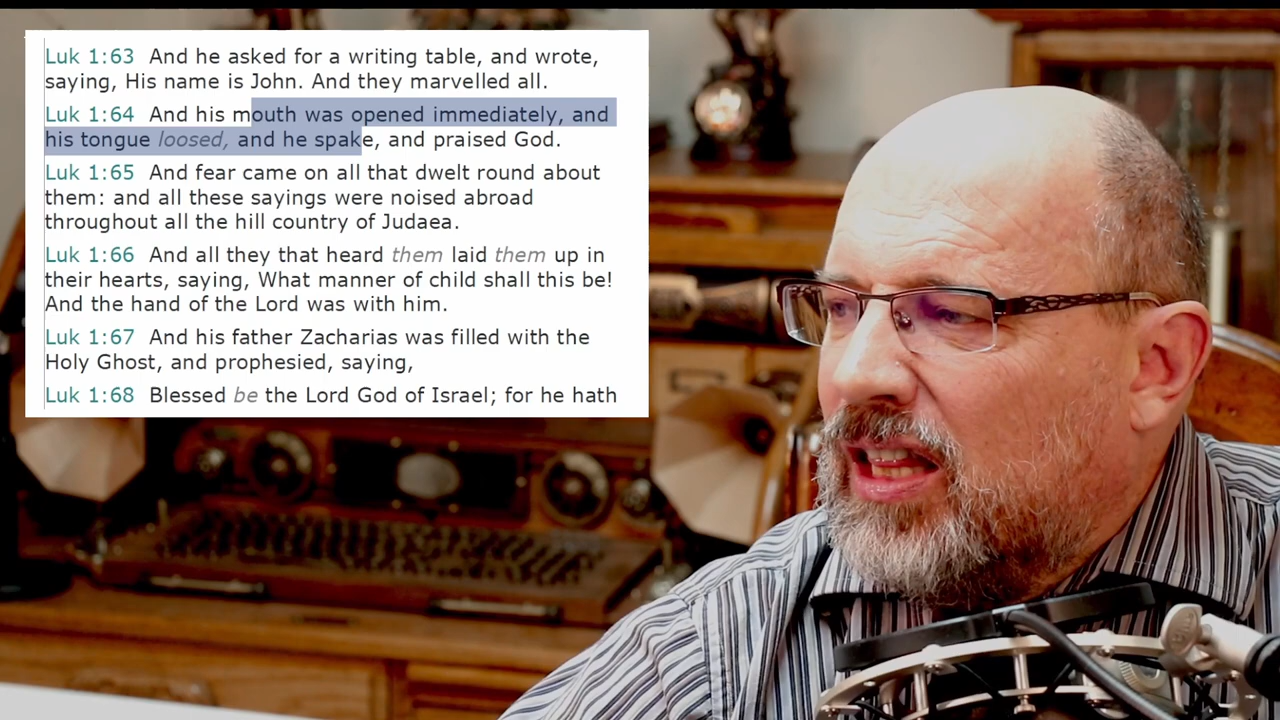 Luk 1:63 And he asked for a writing table, and wrote,
saying, His name is John. And they marvelled all.
Luk 1:64 And his mouth was opened immediately, and
his tongue loosed, and he spake, and praised God.
Luk 1:65 And fear came on all that dwelt round about
them: and all these sayings were noised abroad
throughout all the hill country of Judaea.
Luk 1:66 And all they that heard them laid them up in
their hearts, saying, What manner of child shall this be!
And the hand of the Lord was with him.
Luk 1:67 And his father Zacharias was filled with the
Holy Ghost, and prophesied, saying,
Luk 1:68 Blessed be the Lord God of Israel; for he hath